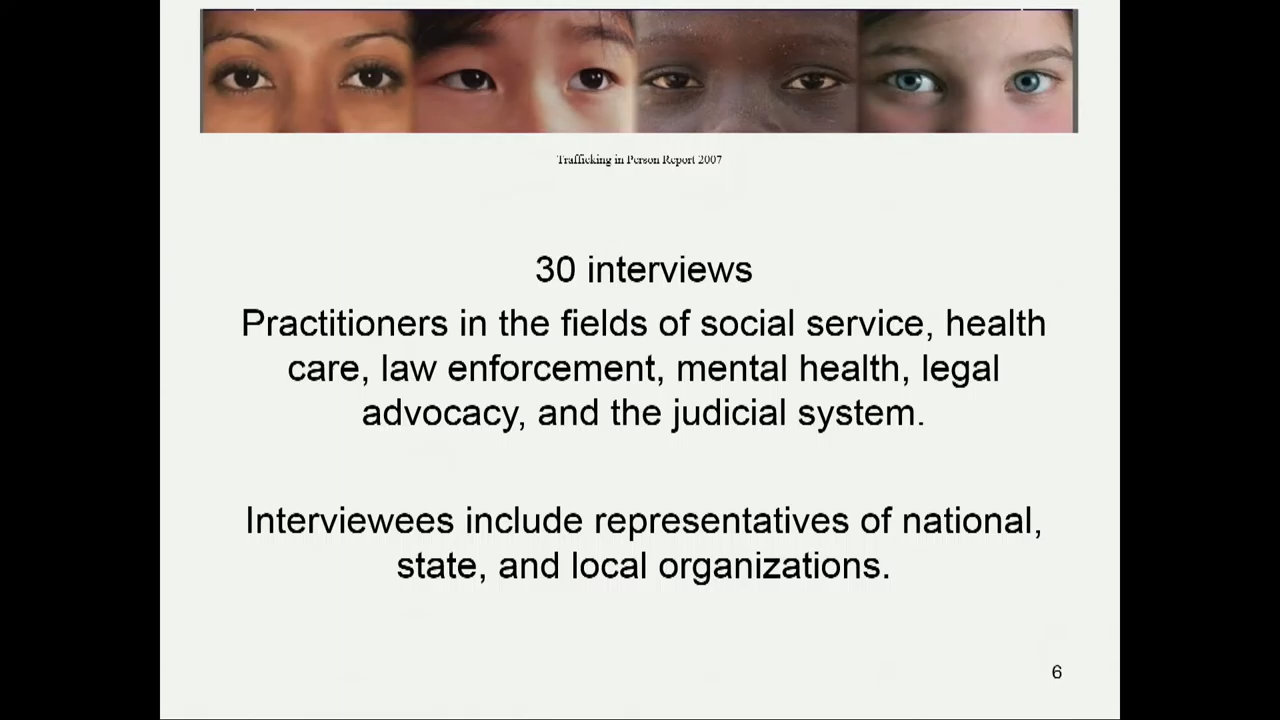 Trafficking in Person Report 2007
30 interviews
Practitioners in the fields of social service, health
care, law enforcement, mental health, legal
advocacy, and the judicial system.
Interviewees include representatives of national,
state, and local organizations.
6